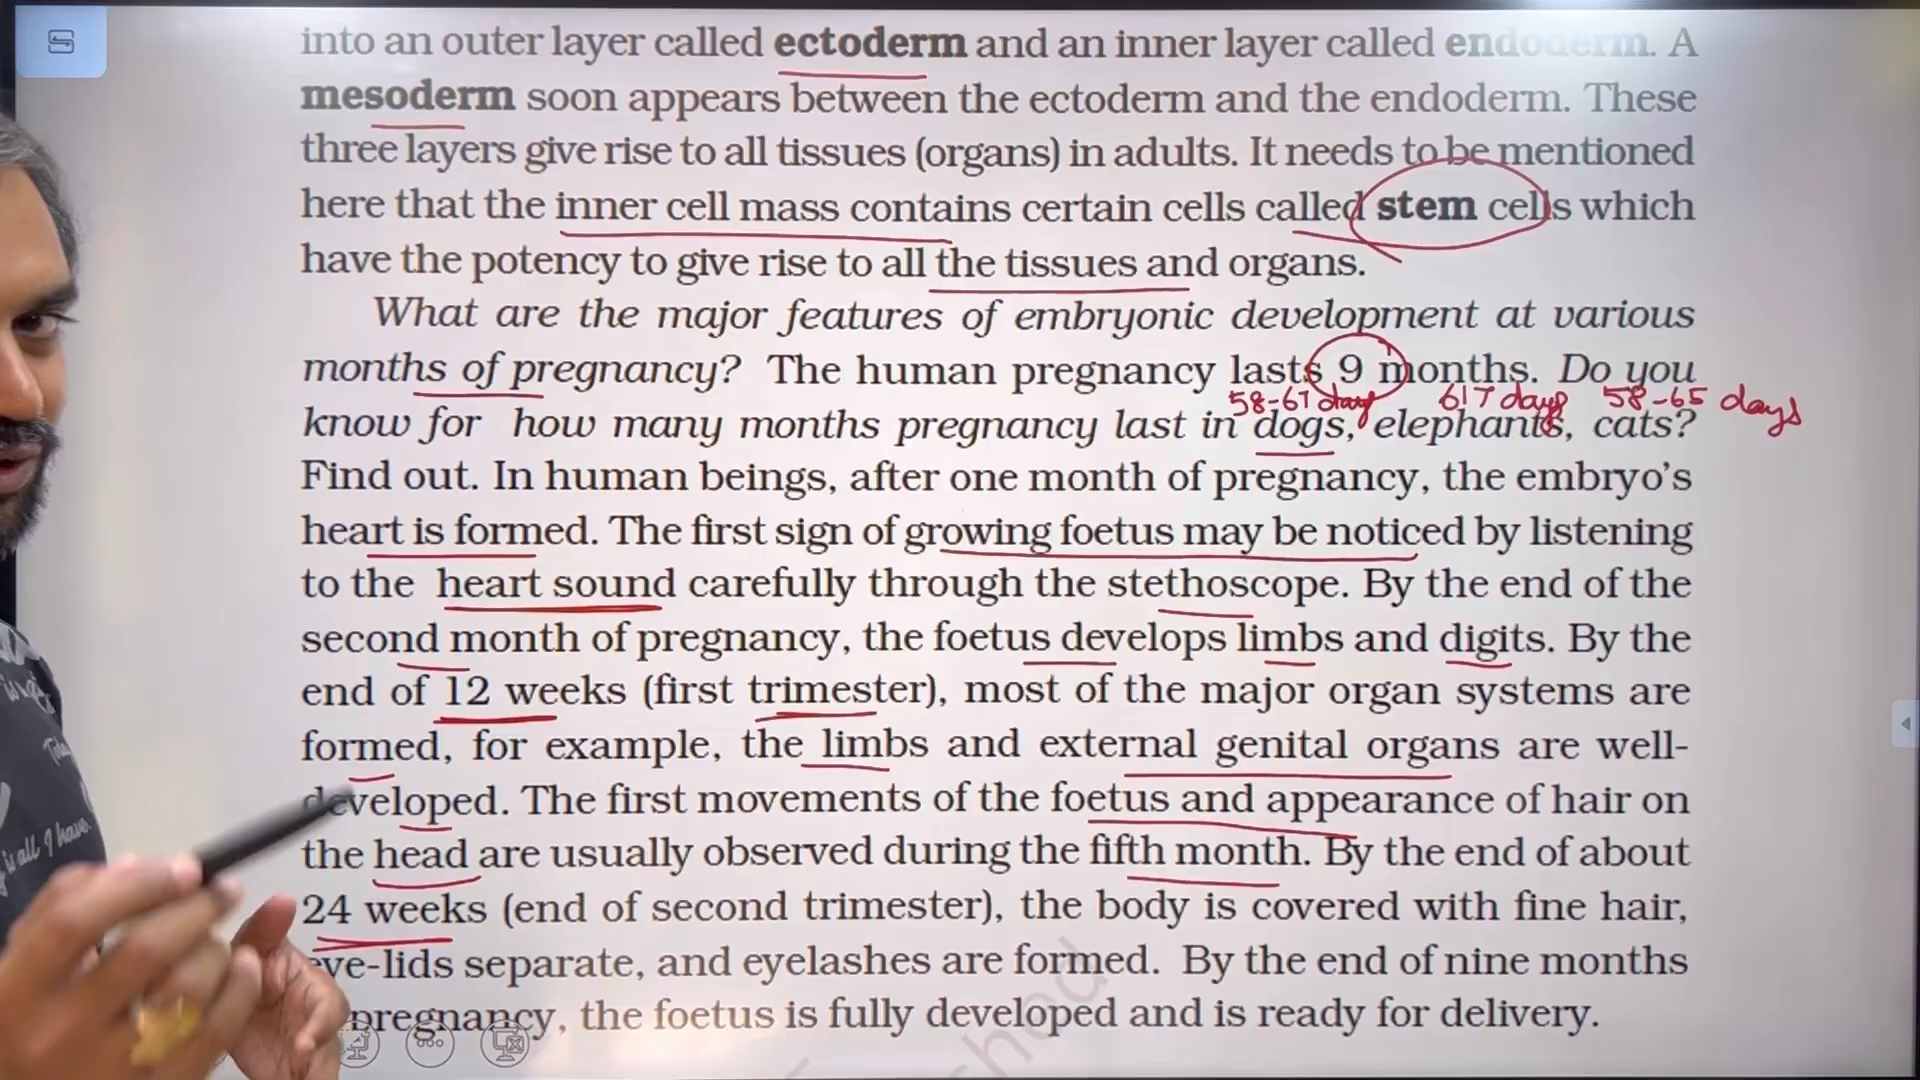 into an outer layer called ectoderm and an inner layer called endoderm. A
mesoderm soon appears between the ectoderm and the endoderm. These
three layers give rise to all tissues (organs) in adults. It needs to be mentioned
here that the inner cell mass contains certain cells called stem cells which
have the potency to give rise to all the tissues and organs.
What are the major features of embryonic development at various
months of pregnancy? The human pregnancy lasts 9 months. Do you
58-67 days 617 days 58-65 days
know for how many months pregnancy last in dogs, elephants, cats?
Find out. In human beings, after one month of pregnancy, the embryo's
heart is formed. The first sign of growing foetus may be noticed by listening
to the heart sound carefully through the stethoscope. By the end of the
second month of pregnancy, the foetus develops limbs and digits. By the
end of 12 weeks (first trimester), most of the major organ systems are
formed, for example, the limbs and external genital organs are well-
developed. The first movements of the foetus and appearance of hair on
the head are usually observed during the fifth month. By the end of about
24 weeks (end of second trimester), the body is covered with fine hair,
eye-lids separate, and eyelashes are formed. By the end of nine months
pregnancy, the foetus is fully developed and is ready for delivery.
is all I have.